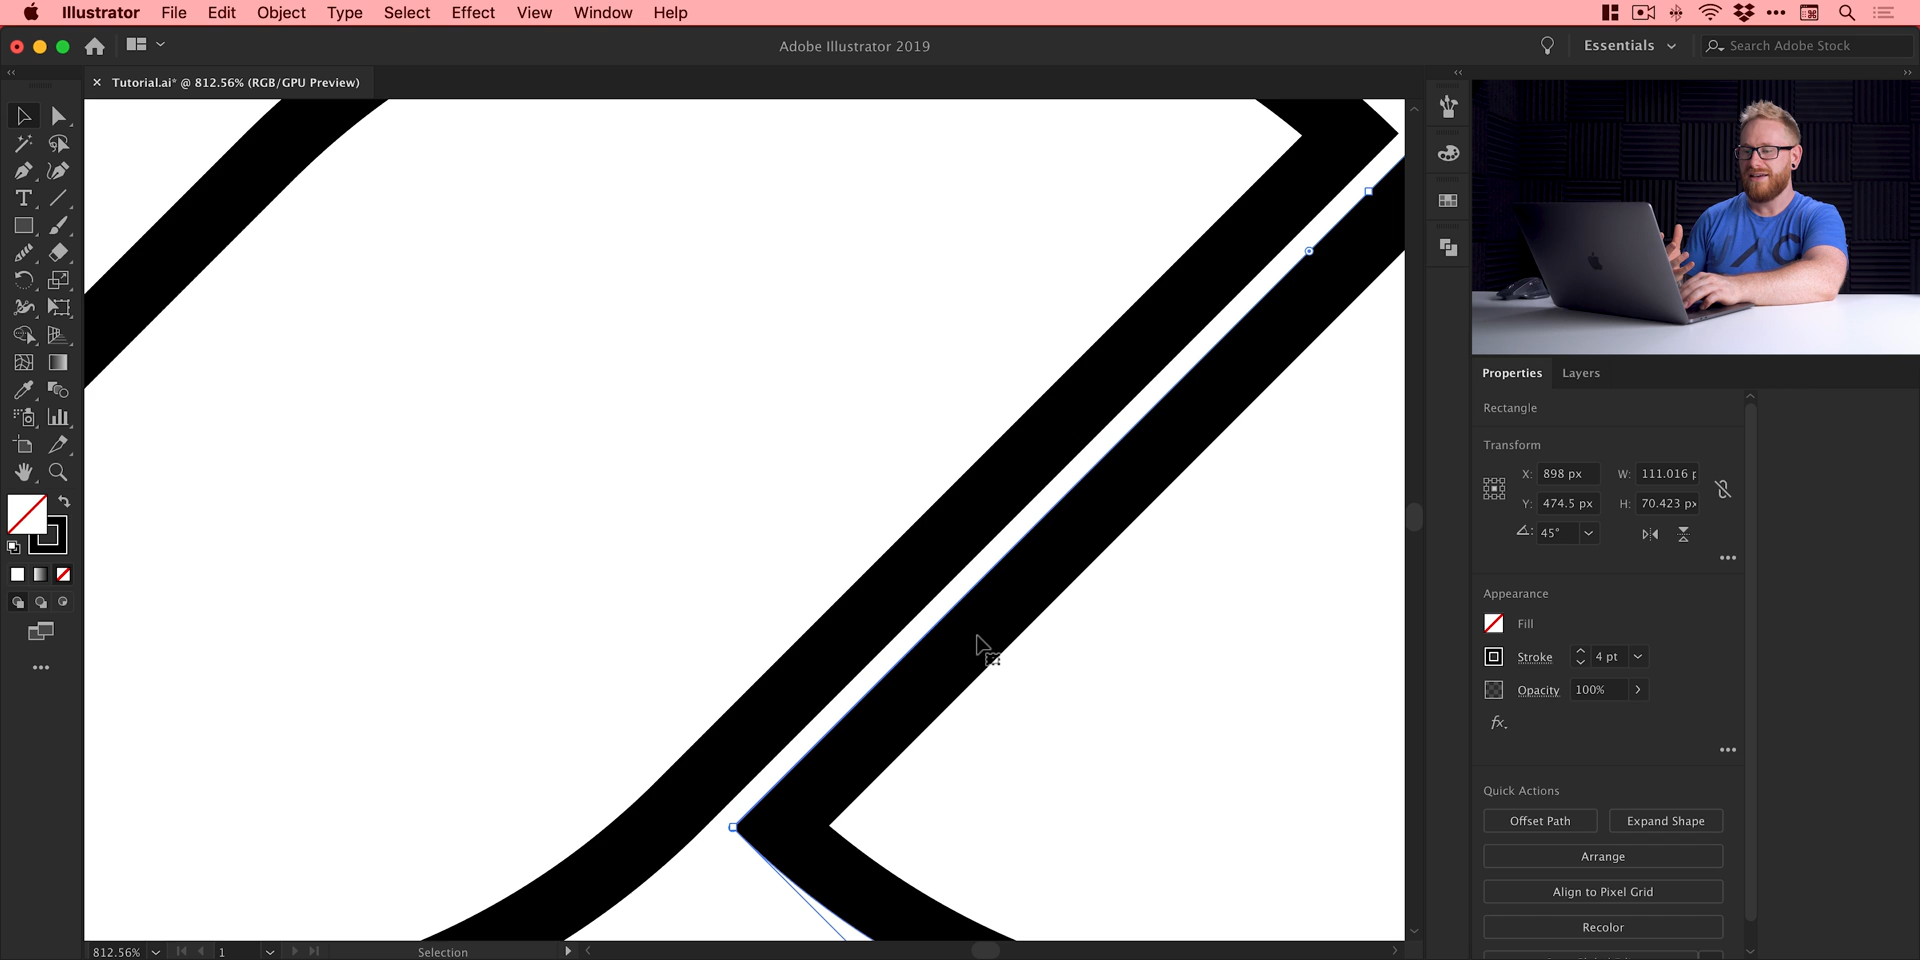 Illustrator File Edit Object Type Select Effect View Window Help
Adobe Illustrator 2019
Essentials
Search Adobe Stock
Tutorial.ai* @ 812.56% (RGB/GPU Preview)
Properties Layers
Rectangle
Transform
X: 898 px W: 111.016 p
Y: 474.5 px H: 70.423 px
45°
Appearance
Fill
Stroke 4 pt
Opacity 100%
fx.
Quick Actions
Offset Path Expand Shape
Arrange
Align to Pixel Grid
Recolor
812.56% 1 Selection